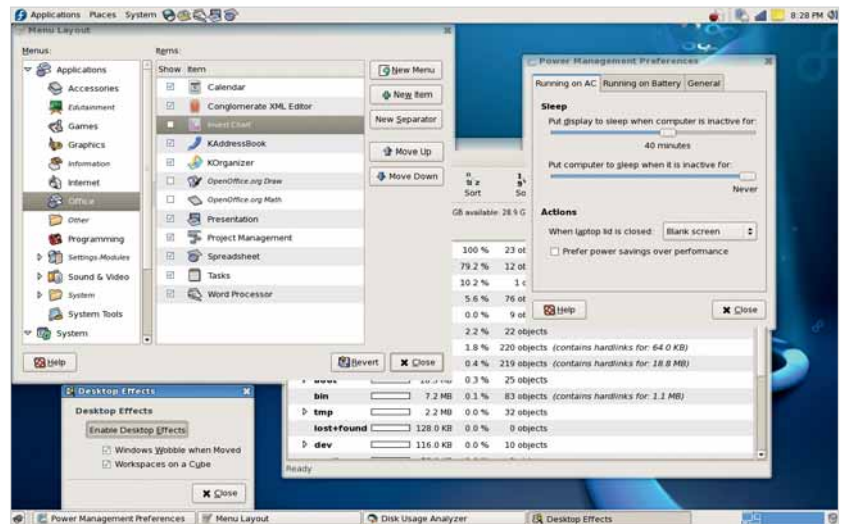 Applications Places System
8:28 PM
Menu Layout
Menus:
Applications
Accessories
Edutainment
Games
Graphics
Information
Internet
Office
Other
Programming
Settings-Modules
Sound & Video
System
System Tools
System
Items:
Show Item
Calendar
Conglomerate XML Editor
Invest Chart
KAddressBook
KOrganizer
OpenOffice.org Draw
OpenOffice.org Math
Presentation
Project Management
Spreadsheet
Tasks
Word Processor
New Menu
New Item
New Separator
Move Up
Move Down
Help
Revert
Close
Power Management Preferences
Running on AC Running on Battery General
Sleep
Put display to sleep when computer is inactive for:
40 minutes
Put computer to sleep when it is inactive for:
Never
Actions
When laptop lid is closed: Blank screen
Prefer power savings over performance
Help
Close
Sort
GB available
100 % 23
79.2 % 12
10.2 %
5.6 % 76
0.0 % 9
2.2 % 22 objects
1.8 % 220 objects (contains hardlinks for: 64.0 KB)
0.4 % 219 objects (contains hardlinks for: 18.8 MB)
0.3 % 25 objects
bin 7.2 MB 0.1 % 83 objects (contains hardlinks for: 1.1 MB)
tmp 2.2 MB 0.0 % 32 objects
lost+found 128.0 KB 0.0 % 0 objects
dev 116.0 KB 0.0 % 10 objects
Ready
Desktop Effects
Desktop Effects
Enable Desktop Effects
Windows Wobble when Moved
Workspaces on a Cube
Close
Power Management Preferences
Menu Layout
Disk Usage Analyzer
Desktop Effects